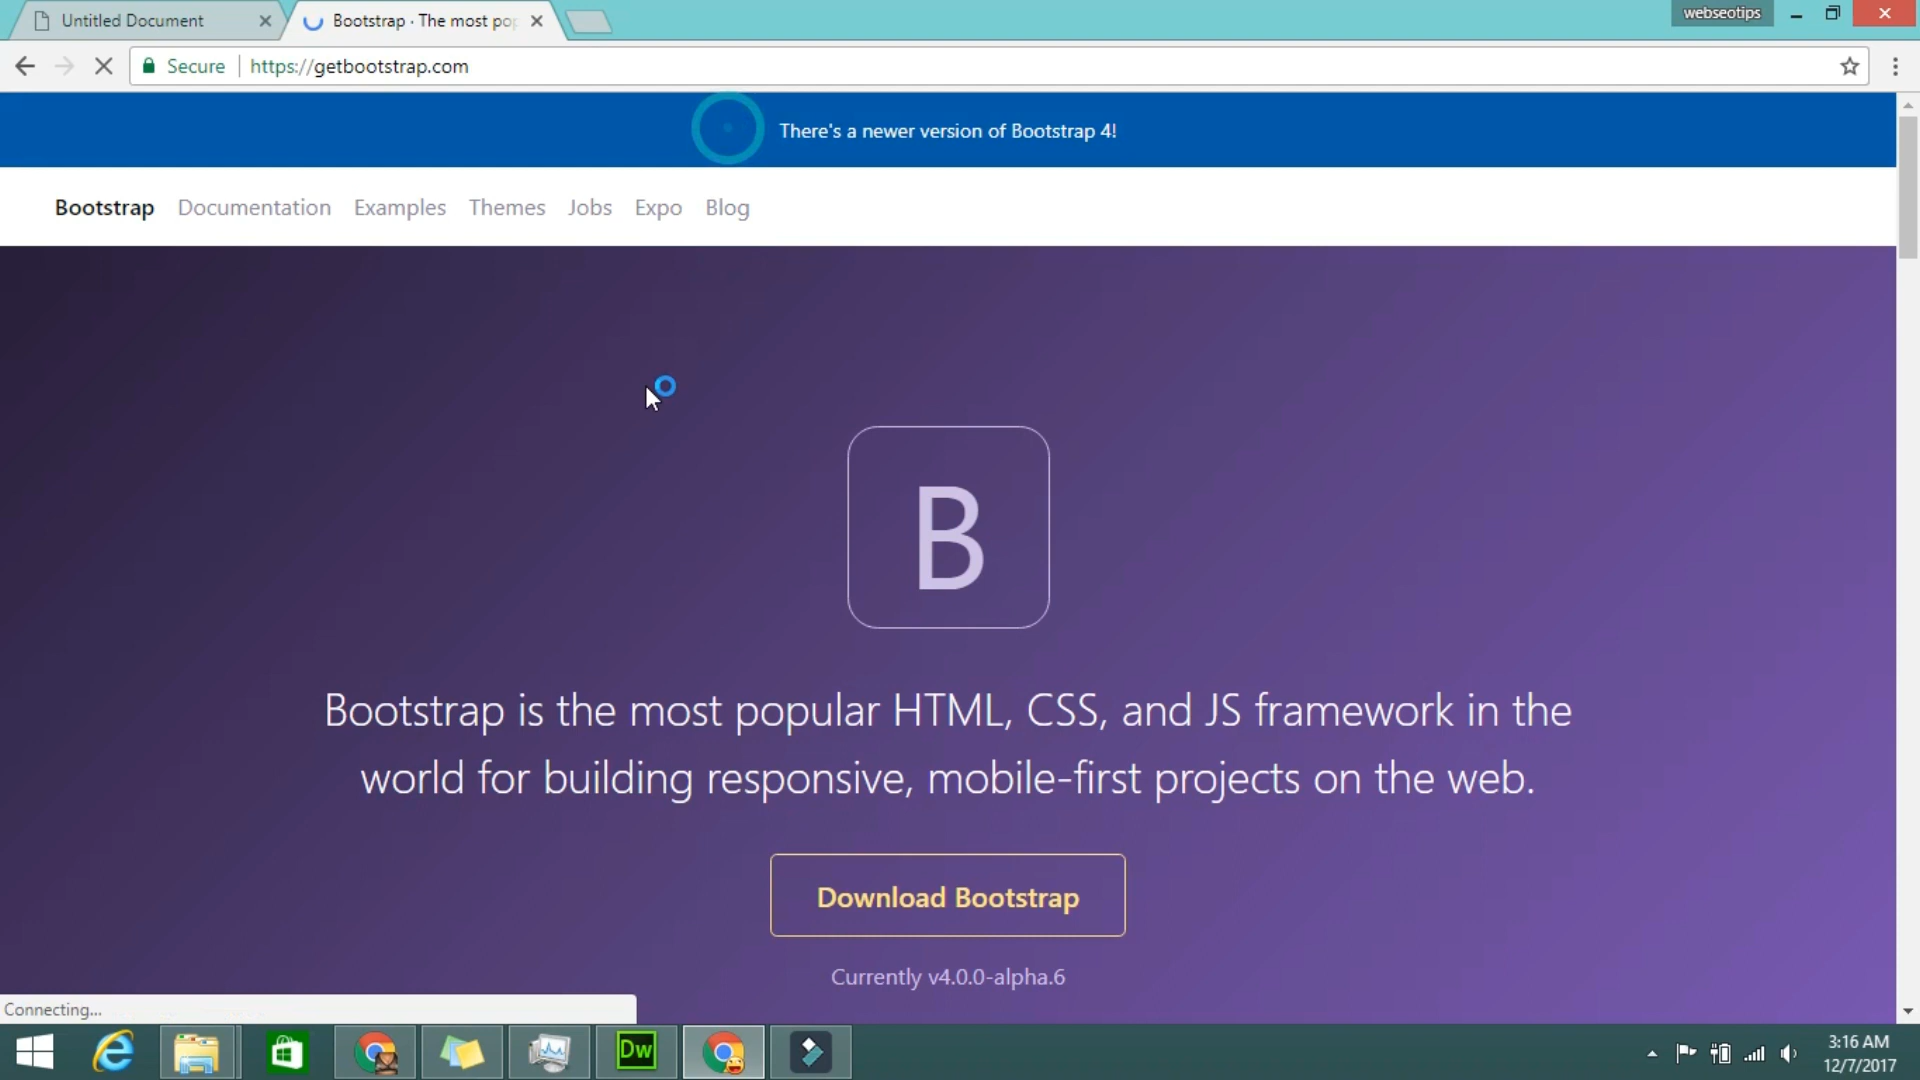 Untitled Document
Bootstrap · The most pop
webseotips
Secure
https://getbootstrap.com
There's a newer version of Bootstrap 4!
Bootstrap Documentation Examples Themes Jobs Expo Blog
B
Bootstrap is the most popular HTML, CSS, and JS framework in the
world for building responsive, mobile-first projects on the web.
Download Bootstrap
Currently v4.0.0-alpha.6
Connecting...
Dw
3:16 AM
12/7/2017